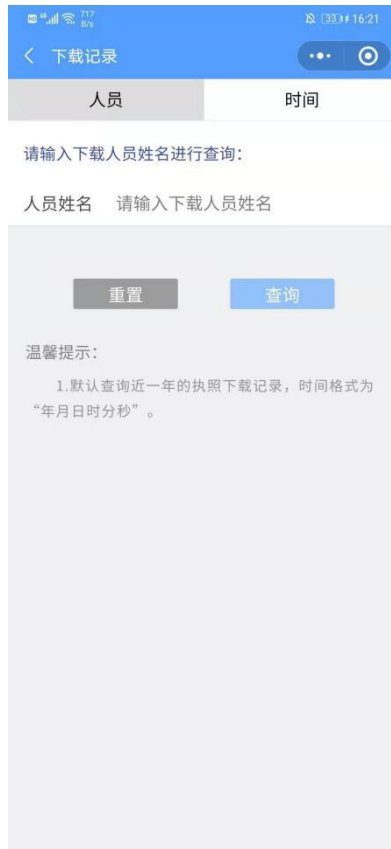 HD 46 717 B/s 33 16:21
下载记录
人员 时间
请输入下载人员姓名进行查询：
人员姓名 请输入下载人员姓名
重置 查询
温馨提示：
1.默认查询近一年的执照下载记录，时间格式为
“年月日时分秒”。